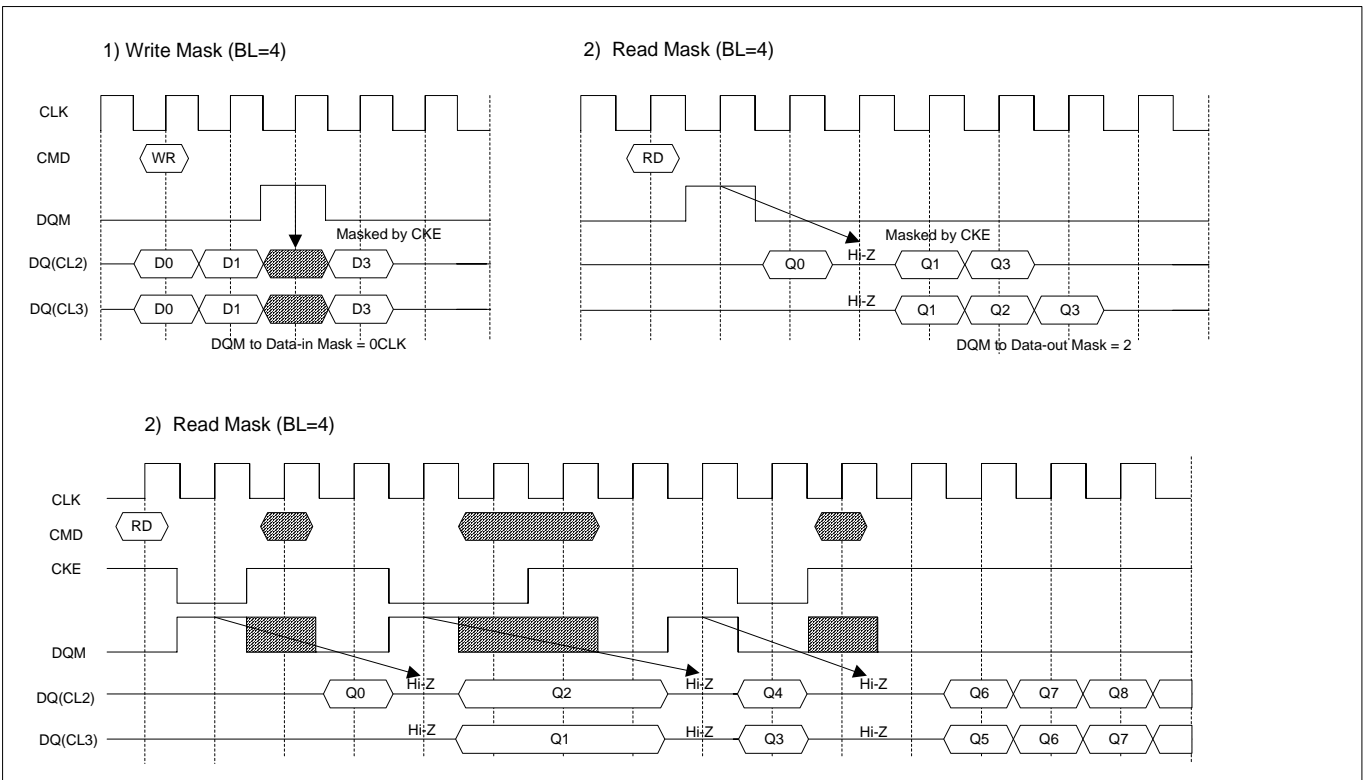 1) Write Mask (BL=4)
CLK
CMD
WR
DQM
Masked by CKE
DQ(CL2)
D0 D1 D3
DQ(CL3)
D0 D1 D3
DQM to Data-in Mask = 0CLK
2) Read Mask (BL=4)
RD
Masked by CKE
Hi-Z
Q0 Q1 Q3
Hi-Z
Q1 Q2 Q3
DQM to Data-out Mask = 2
2) Read Mask (BL=4)
CLK
CMD
RD
CKE
DQM
DQ(CL2)
Q0 Hi-Z Q2 Hi-Z Q4 Hi-Z Q6 Q7 Q8
DQ(CL3)
Hi-Z Q1 Hi-Z Q3 Hi-Z Q5 Q6 Q7